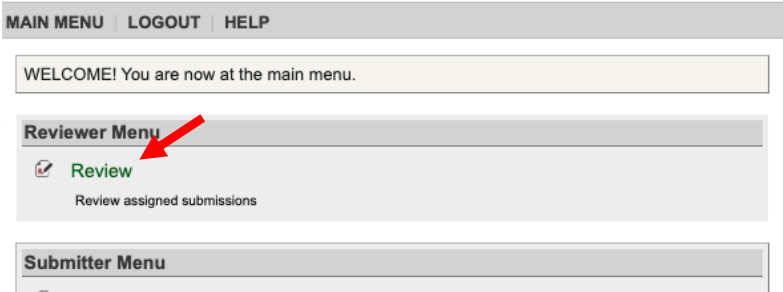 MAIN MENU | LOGOUT | HELP
WELCOME! You are now at the main menu.
Reviewer Menu
Review
Review assigned submissions
Submitter Menu